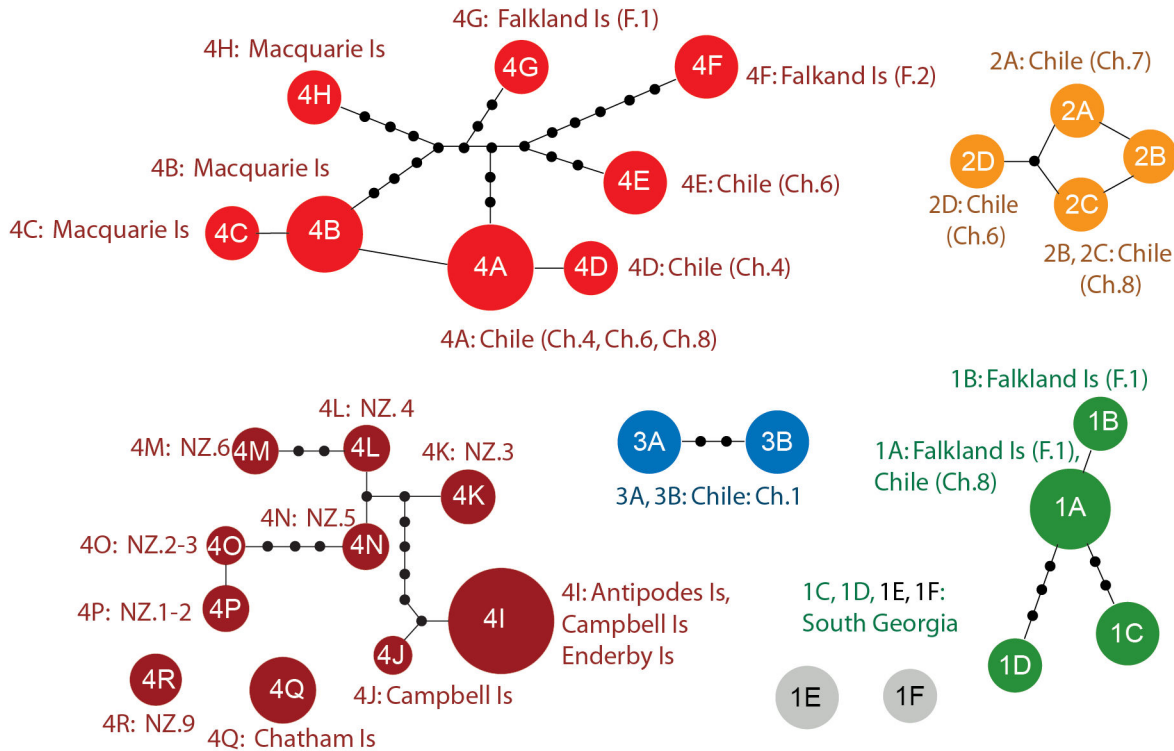 4G: Falkland Is (F.1)
4H: Macquarie Is
4G
4F
4H
4F: Falkand Is (F.2)
4B: Macquarie Is
4E
4E: Chile (Ch.6)
4C: Macquarie Is
4C
4B
4A
4D
4D: Chile (Ch.4)
4A: Chile (Ch.4, Ch.6, Ch.8)
2A: Chile (Ch.7)
2A
2D
2B
2C
2D: Chile
(Ch.6)
2B, 2C: Chile
(Ch.8)
4L: NZ. 4
4M: NZ.6
4M
4L
4K: NZ.3
4K
4N: NZ.5
4O: NZ.2-3
4O
4N
4P: NZ.1-2
4P
4I
4I: Antipodes Is,
Campbell Is
Enderby Is
4J
4J: Campbell Is
4R
4R: NZ.9
4Q
4Q: Chatham Is
3A
3B
3A, 3B: Chile: Ch.1
1B: Falkland Is (F.1)
1B
1A: Falkland Is (F.1),
Chile (Ch.8)
1A
1C, 1D, 1E, 1F:
South Georgia
1C
1D
1E
1F